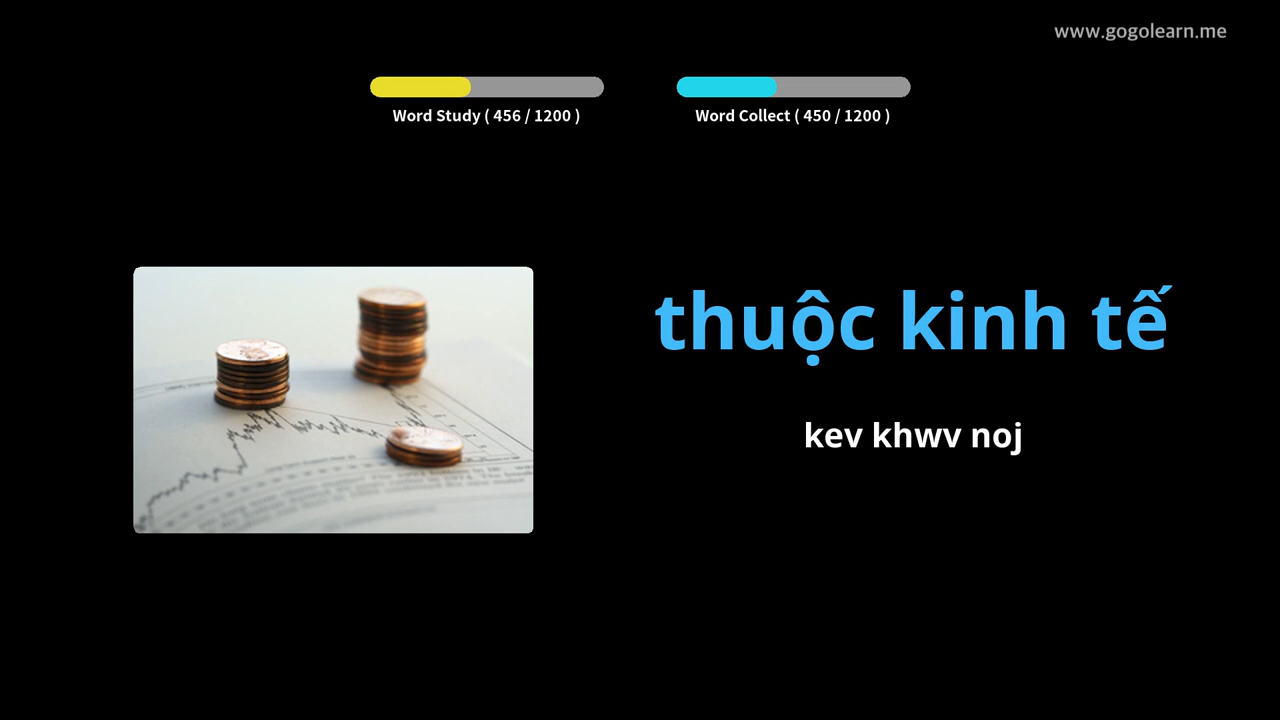 www.gogolearn.me
Word Study ( 456 / 1200 )
Word Collect ( 450 / 1200 )
thuộc kinh tế
kev khwv noj